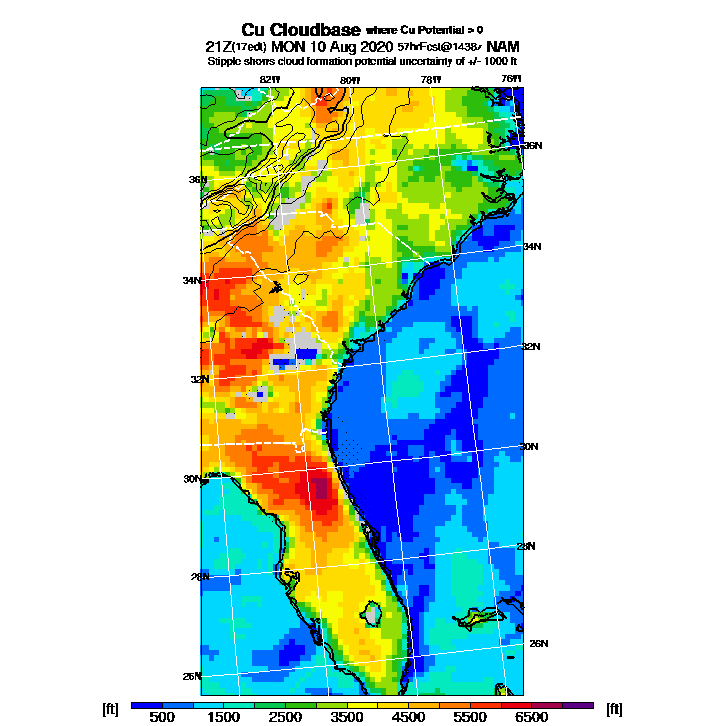 Cu Cloudbase where Cu Potential > 0
21Z(17edt) MON 10 Aug 2020 57hrFcst@1438z NAM
Stipple shows cloud formation potential uncertainty of +/- 1000 ft
82W 80W 78W 76W
36N
36N
34N
34N
32N
32N
30N
30N
28N
28N
26N
26N
[ft] 500 1500 2500 3500 4500 5500 6500 [ft]